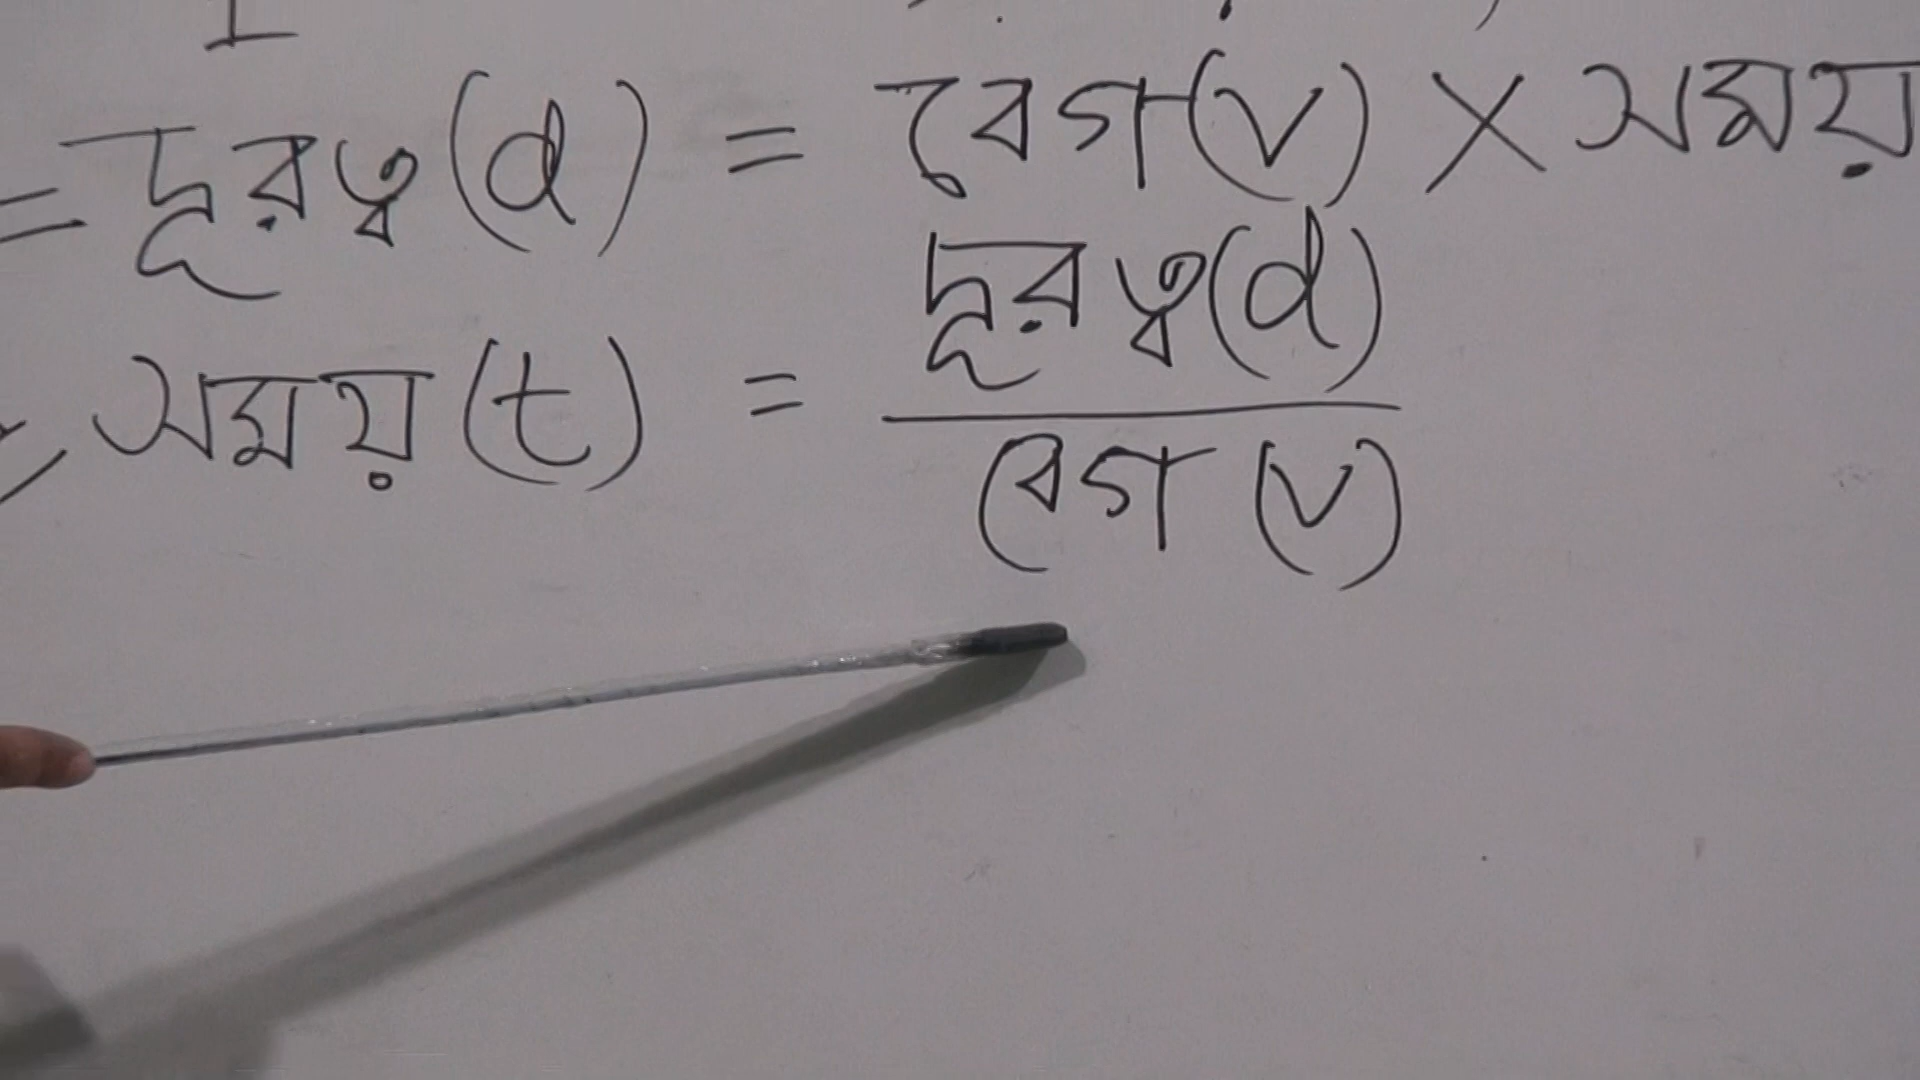 = দূরত্ব (d) = বেগ (v) × সময়
সময় (t) = দূরত্ব (d) / বেগ (v)